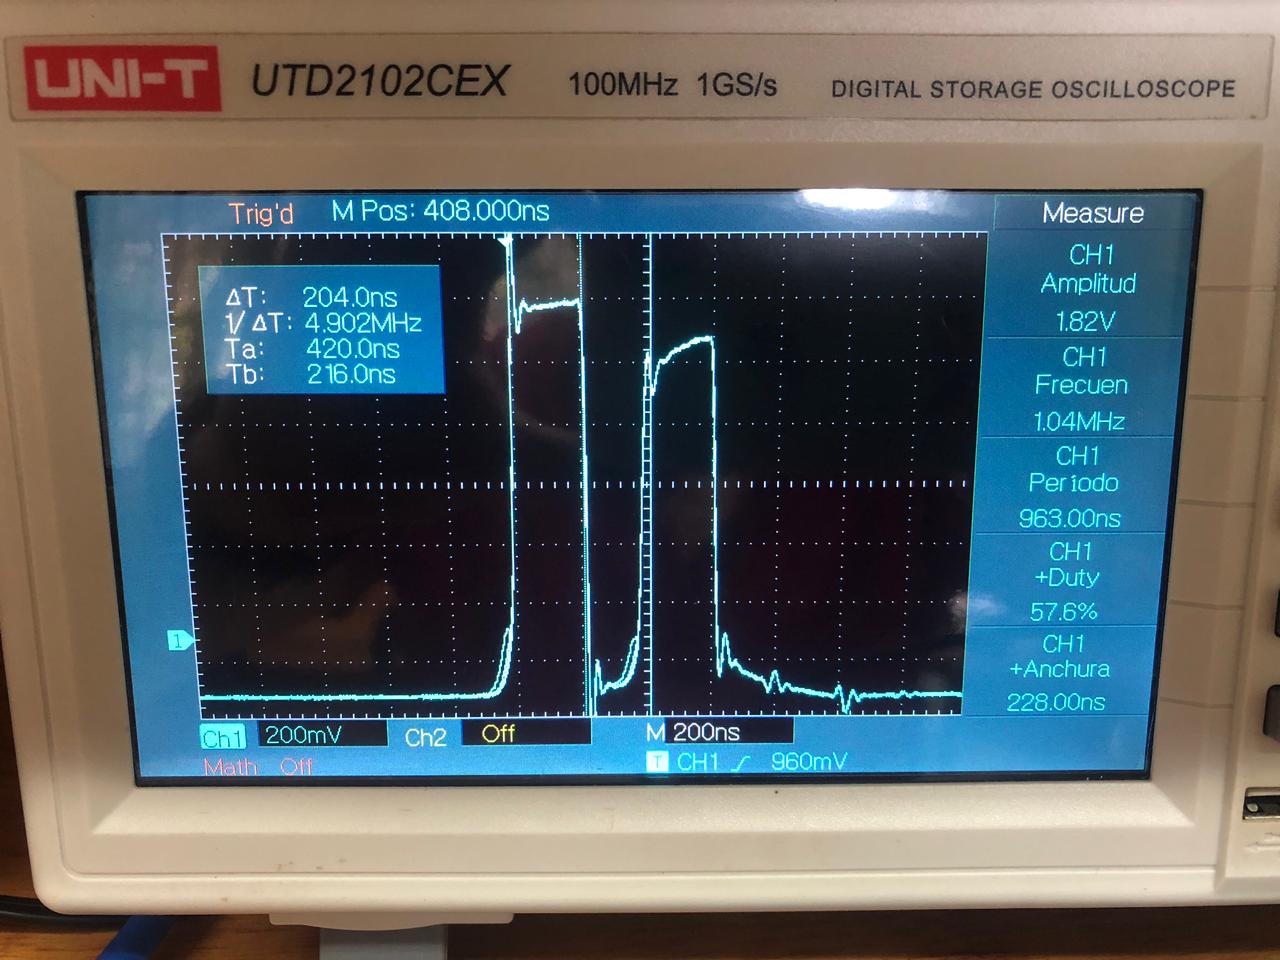 UNI-T UTD2102CEX 100MHz 1GS/s DIGITAL STORAGE OSCILLOSCOPE
Trig'd M Pos: 408.000ns
ΔT: 204.0ns
1/ΔT: 4.902MHz
Ta: 420.0ns
Tb: 216.0ns
1
Measure
CH1
Amplitud
1.82V
CH1
Frecuen
1.04MHz
CH1
Período
963.00ns
CH1
+Duty
57.6%
CH1
+Anchura
228.00ns
Ch1 200mV Ch2 Off M 200ns
Math Off T CH1 960mV